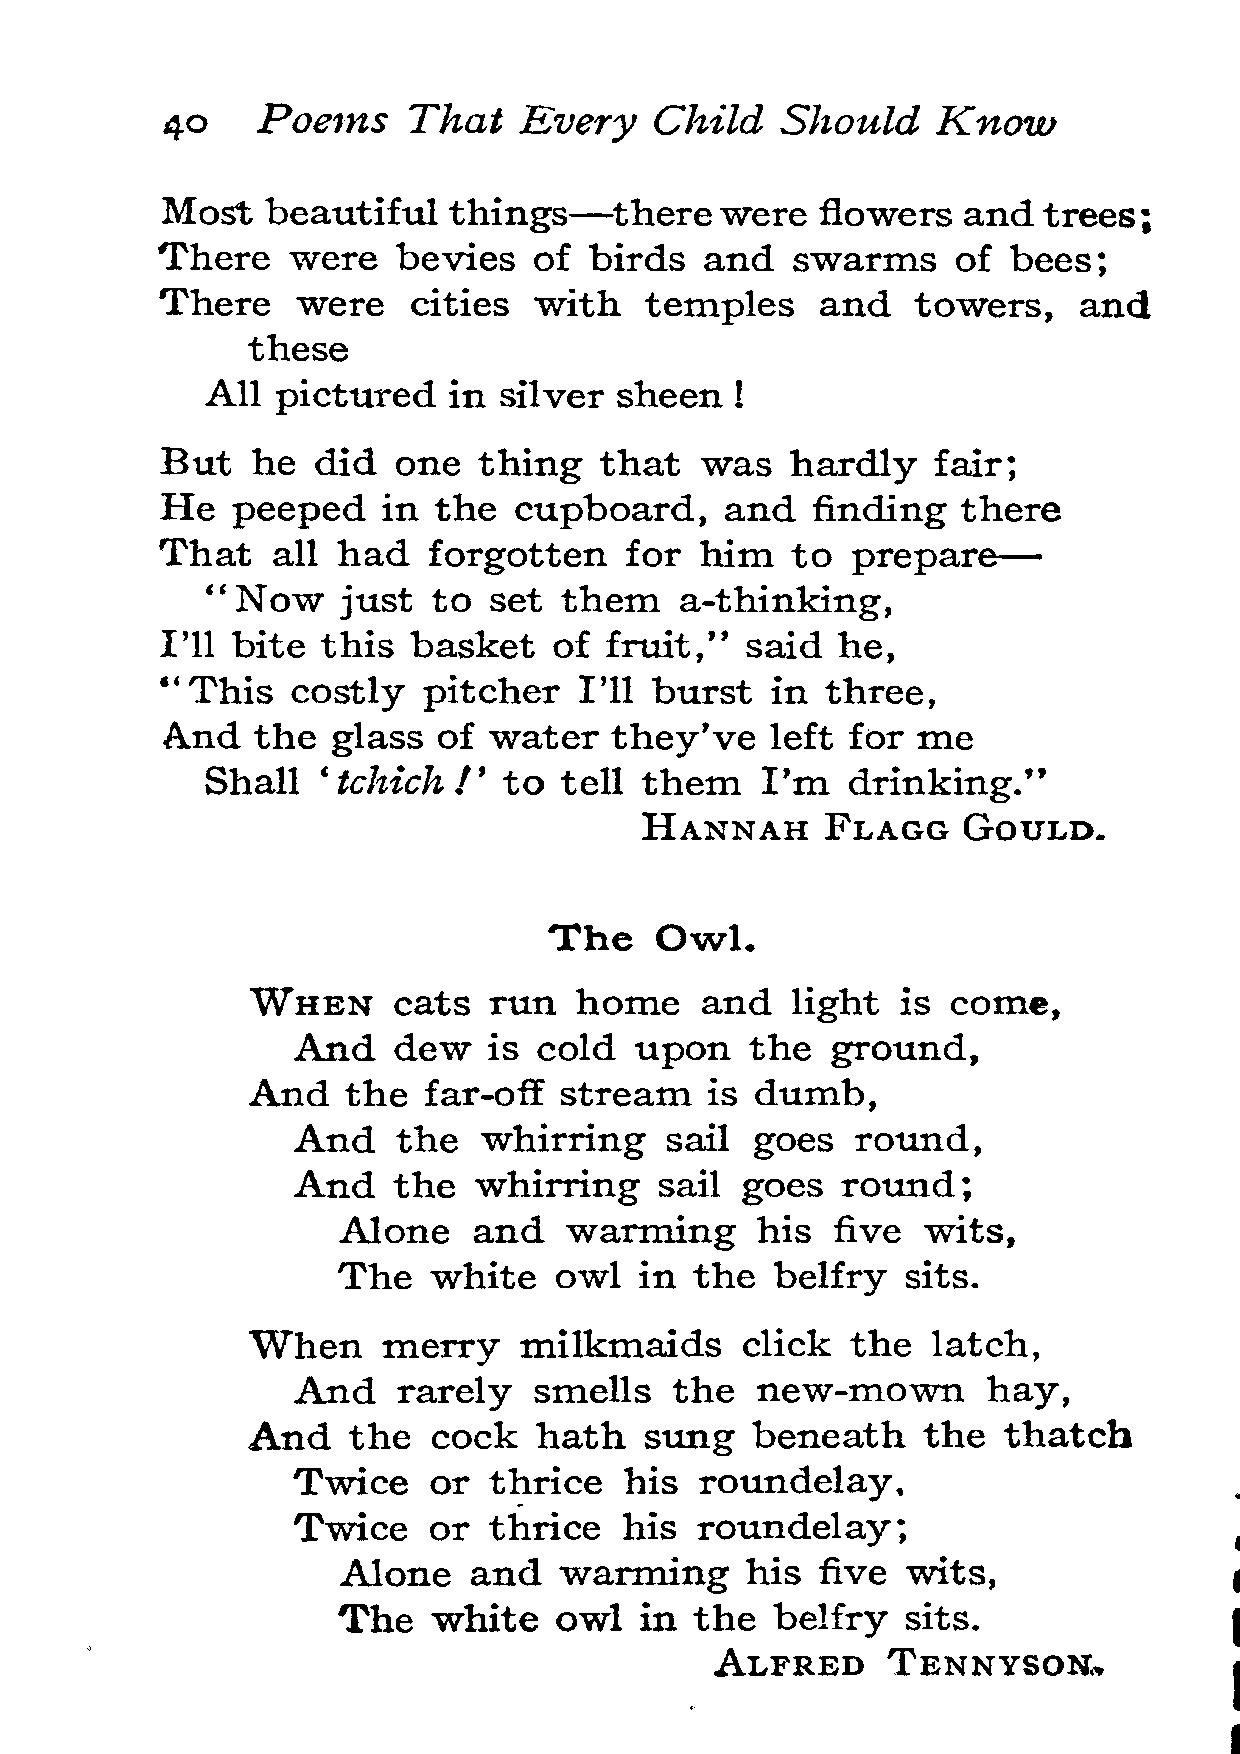 40 Poems That Every Child Should Know
Most beautiful things—there were flowers and trees;
There were bevies of birds and swarms of bees;
There were cities with temples and towers, and
these
All pictured in silver sheen!
But he did one thing that was hardly fair;
He peeped in the cupboard, and finding there
That all had forgotten for him to prepare—
"Now just to set them a-thinking,
I'll bite this basket of fruit," said he,
"This costly pitcher I'll burst in three,
And the glass of water they've left for me
Shall 'tchich!' to tell them I'm drinking."
HANNAH FLAGG GOULD.
The Owl.
WHEN cats run home and light is come,
And dew is cold upon the ground,
And the far-off stream is dumb,
And the whirring sail goes round,
And the whirring sail goes round;
Alone and warming his five wits,
The white owl in the belfry sits.
When merry milkmaids click the latch,
And rarely smells the new-mown hay,
And the cock hath sung beneath the thatch
Twice or thrice his roundelay,
Twice or thrice his roundelay;
Alone and warming his five wits,
The white owl in the belfry sits.
ALFRED TENNYSON.